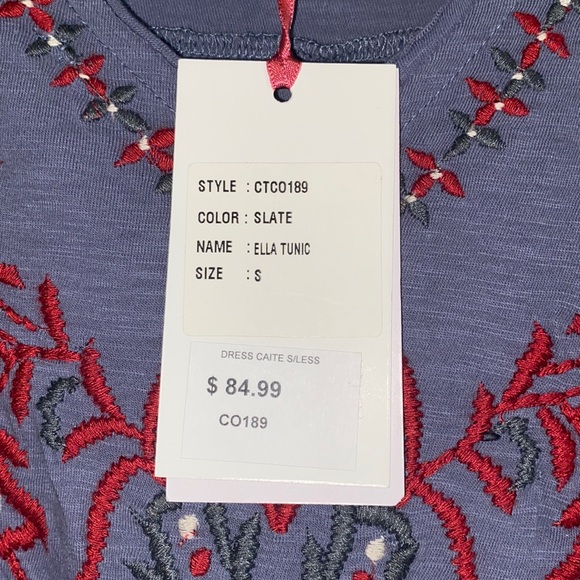 STYLE : CTCO189
COLOR : SLATE
NAME : ELLA TUNIC
SIZE : S
DRESS CAITE S/LESS
$ 84.99
CO189